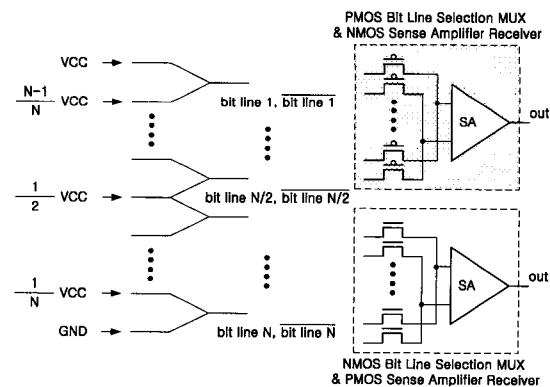 PMOS Bit Line Selection MUX
& NMOS Sense Amplifier Receiver
VCC
N-1
N
VCC
bit line 1, bit line 1
SA
out
1
2
VCC
bit line N/2, bit line N/2
1
N
VCC
GND
bit line N, bit line N
SA
out
NMOS Bit Line Selection MUX
& PMOS Sense Amplifier Receiver